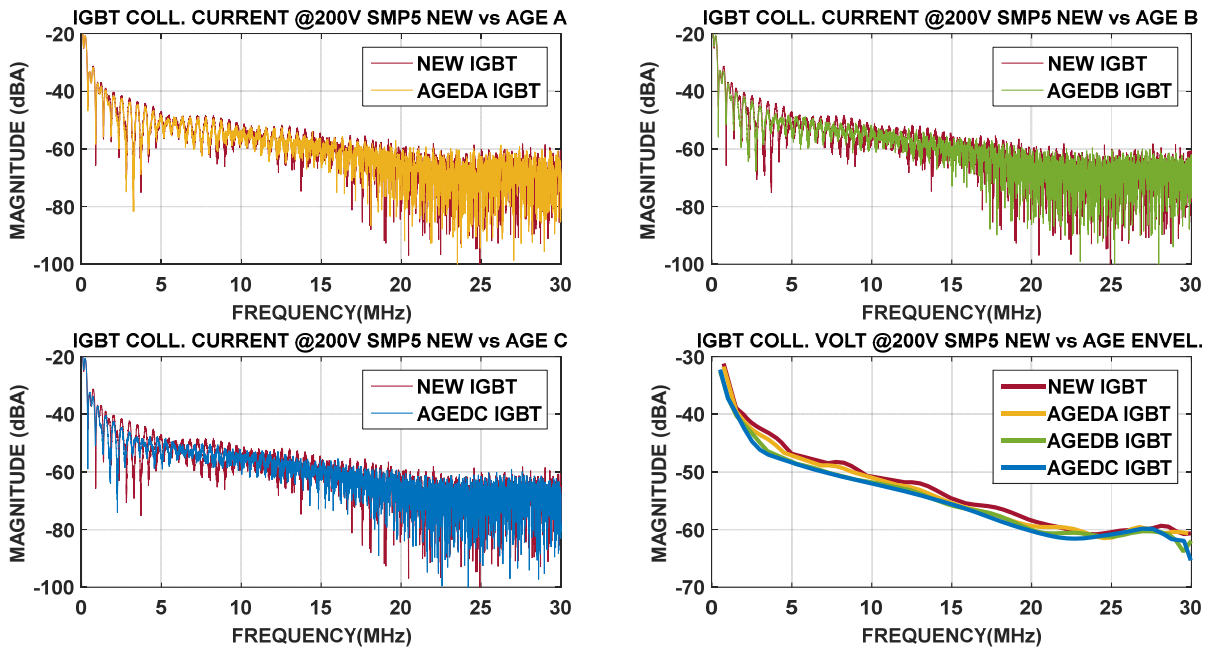 IGBT COLL. CURRENT @200V SMP5 NEW vs AGE A
MAGNITUDE (dBA)
-20
-40
-60
-80
-100
NEW IGBT
AGEDA IGBT
0 5 10 15 20 25 30
FREQUENCY(MHz)
IGBT COLL. CURRENT @200V SMP5 NEW vs AGE B
MAGNITUDE (dBA)
-20
-40
-60
-80
-100
NEW IGBT
AGEDB IGBT
0 5 10 15 20 25 30
FREQUENCY(MHz)
IGBT COLL. CURRENT @200V SMP5 NEW vs AGE C
MAGNITUDE (dBA)
-20
-40
-60
-80
-100
NEW IGBT
AGEDC IGBT
0 5 10 15 20 25 30
FREQUENCY(MHz)
IGBT COLL. VOLT @200V SMP5 NEW vs AGE ENVEL.
MAGNITUDE (dBA)
-30
-40
-50
-60
-70
NEW IGBT
AGEDA IGBT
AGEDB IGBT
AGEDC IGBT
0 5 10 15 20 25 30
FREQUENCY(MHz)